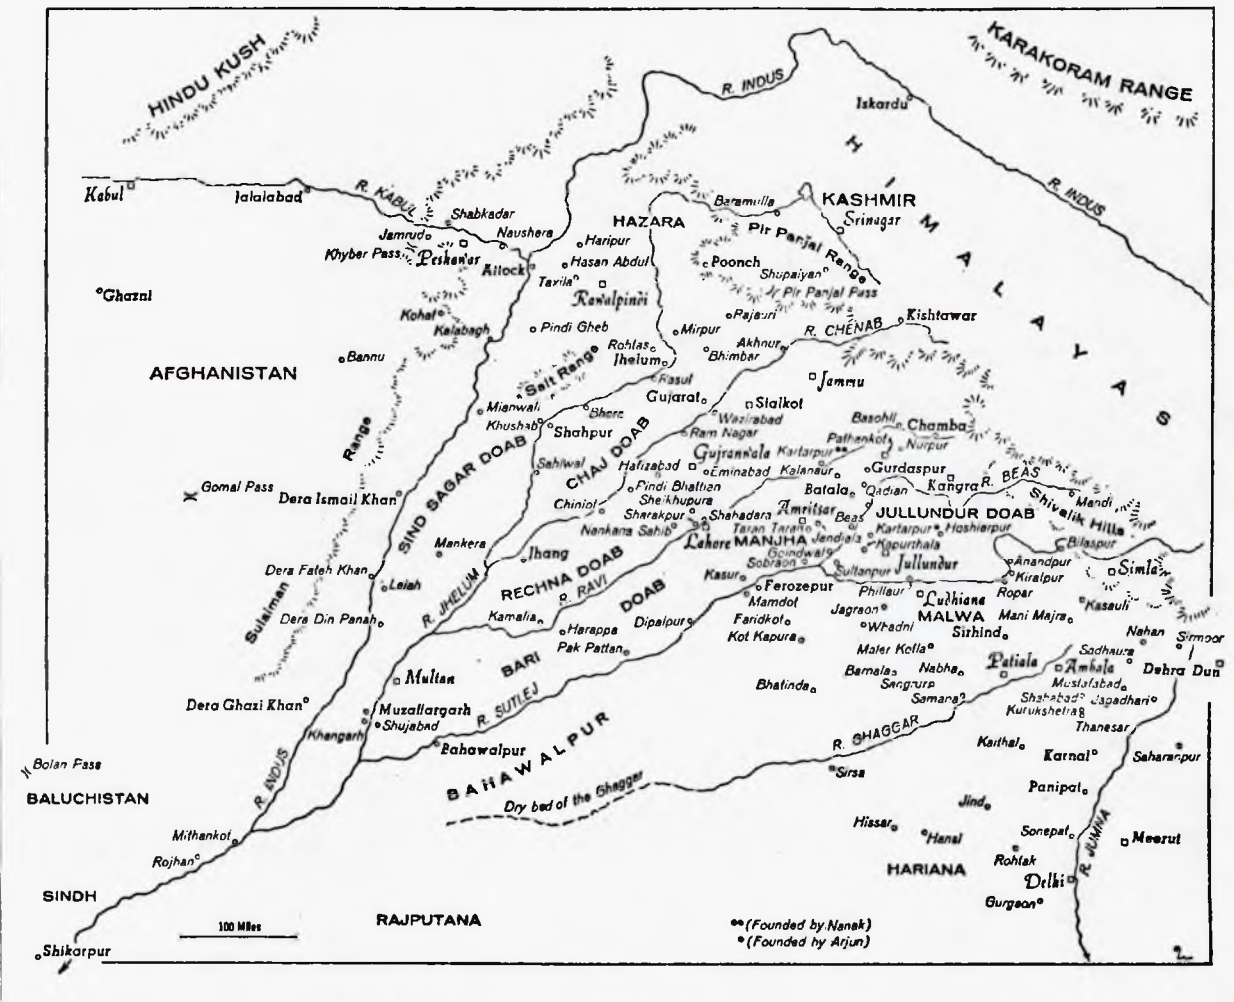 HINDU KUSH
KARAKORAM RANGE
R. INDUS
Iskardu
HIMALAYAS
R. INDUS
Kabul
Jalalabad
R. KABUL
Shabkadar
Naushera
Jamrud
Khyber Pass
Peshawar
Attock
HAZARA
Haripur
Hasan Abdul
Taxila
Rawalpindi
Baramulla
KASHMIR
Srinagar
Pir Panjal Range
Poonch
Shupaiyan
Pir Panjal Pass
Ghazni
Kohat
Kalabagh
Pindi Gheb
Rajauri
Mirpur
R. CHENAB
Kishtawar
Bannu
Rohtas
Jhelum
Akhnur
Bhimbar
AFGHANISTAN
Salt Range
Rasul
Jammu
Gujarat
Sialkot
Mianwali
Bhera
Khushab
Shahpur
Wazirabad
Ram Nagar
Basohli
Chamba
Pathankot
Nurpur
Range
Sulaiman
SIND SAGAR DOAB
CHAJ DOAB
Sahiwal
Hafizabad
Gujranwala
Kartarpur
Eminabad
Kalanaur
Gurdaspur
Kangra
R. BEAS
Gomal Pass
Dera Ismail Khan
Pindi Bhattian
Chiniot
Sheikhupura
Batala
Qadian
Mandi
Shivalik Hills
Sharakpur
Shahadara
Amritsar
Beas
JULLUNDUR DOAB
Nankana Sahib
Lahore
Taran Taran
MANJHA
Jandiala
Kartarpur
Hoshiarpur
Bilaspur
Mankera
Jhang
Goindwal
Kapurthala
Sobraon
Sultanpur
Jullundur
Anandpur
Kiratpur
Simla
Dera Fateh Khan
Leiah
RECHNA DOAB
R. RAVI
R. JHELUM
Kasur
Ferozepur
Phillaur
Ludhiana
Ropar
Kasauli
Dera Din Panah
Kamalia
Harappa
DOAB
Dipalpur
Mamdot
Faridkot
Jagraon
MALWA
Mani Majra
Kot Kapura
Whadni
Sirhind
Nahan
Sirmoor
Pak Pattan
BARI
Maler Kotla
Patiala
Sadhaura
Multan
Bhatinda
Barnala
Nabha
Sangrur
Ambala
Dehra Dun
Mustafabad
Dera Ghazi Khan
Muzaffargarh
R. SUTLEJ
Samana
Shahabad
Jagadhari
Kurukshetra
Khangarh
Shujabad
Thanesar
Bahawalpur
BAHAWALPUR
R. GHAGGAR
Kaithal
Karnal
Saharanpur
Bolan Pass
BALUCHISTAN
R. INDUS
Dry bed of the Ghaggar
Sirsa
Panipat
Jind
Mithankot
Rojhan
Hissar
Hansi
Sonepat
R. JUMNA
Meerut
Rohtak
HARIANA
Delhi
Gurgaon
SINDH
RAJPUTANA
100 Miles
(Founded by Nanak)
(Founded by Arjun)
Shikarpur